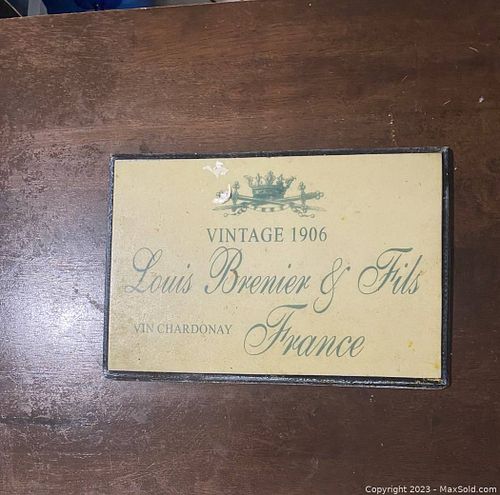 VINTAGE 1906
Louis Brenier & Fils
VIN CHARDONAY
France
Copyright 2023 - MaxSold.com